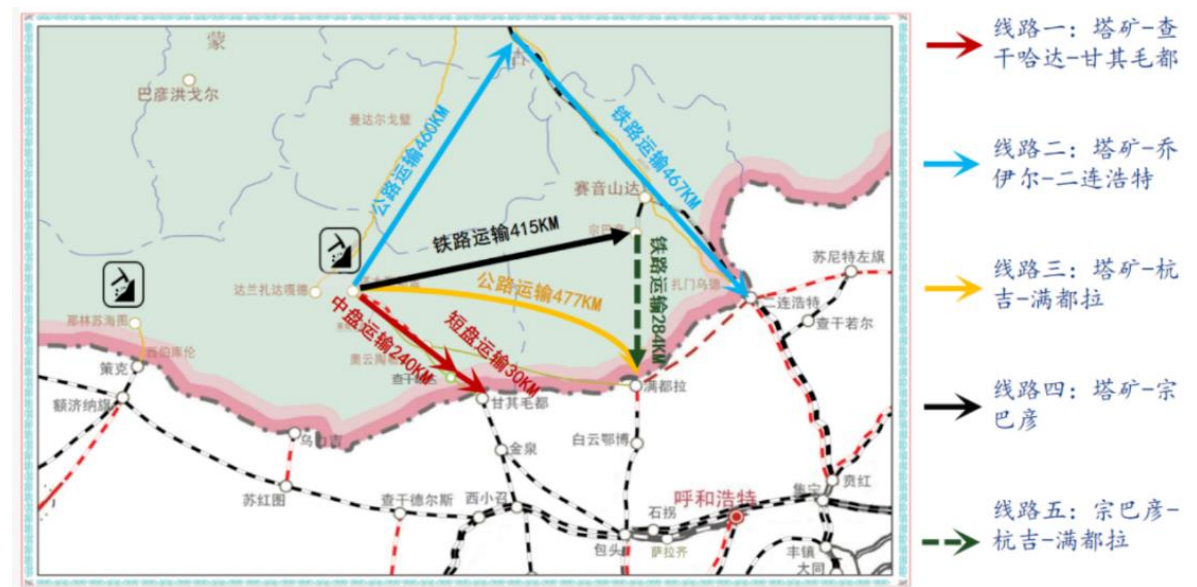 蒙
古
巴彦洪戈尔
曼达尔戈壁
公路运输460KM
铁路运输467KM
赛音山达
铁路运输415KM
铁路运输284KM
公路运输477KM
达兰扎达嘎德
扎门乌德
苏尼特左旗
二连浩特
查干若尔
中盘运输240KM
短盘运输30KM
那林苏海图
西伯库伦
策克
额济纳旗
乌力吉
甘其毛都
满都拉
金泉
白云鄂博
苏红图
查干德尔斯
西小召
呼和浩特
石拐
萨拉齐
包头
集宁
贲红
丰镇
大同
线路一：塔矿-查
干哈达-甘其毛都
线路二：塔矿-乔
伊尔-二连浩特
线路三：塔矿-杭
吉-满都拉
线路四：塔矿-宗
巴彦
线路五：宗巴彦-
杭吉-满都拉